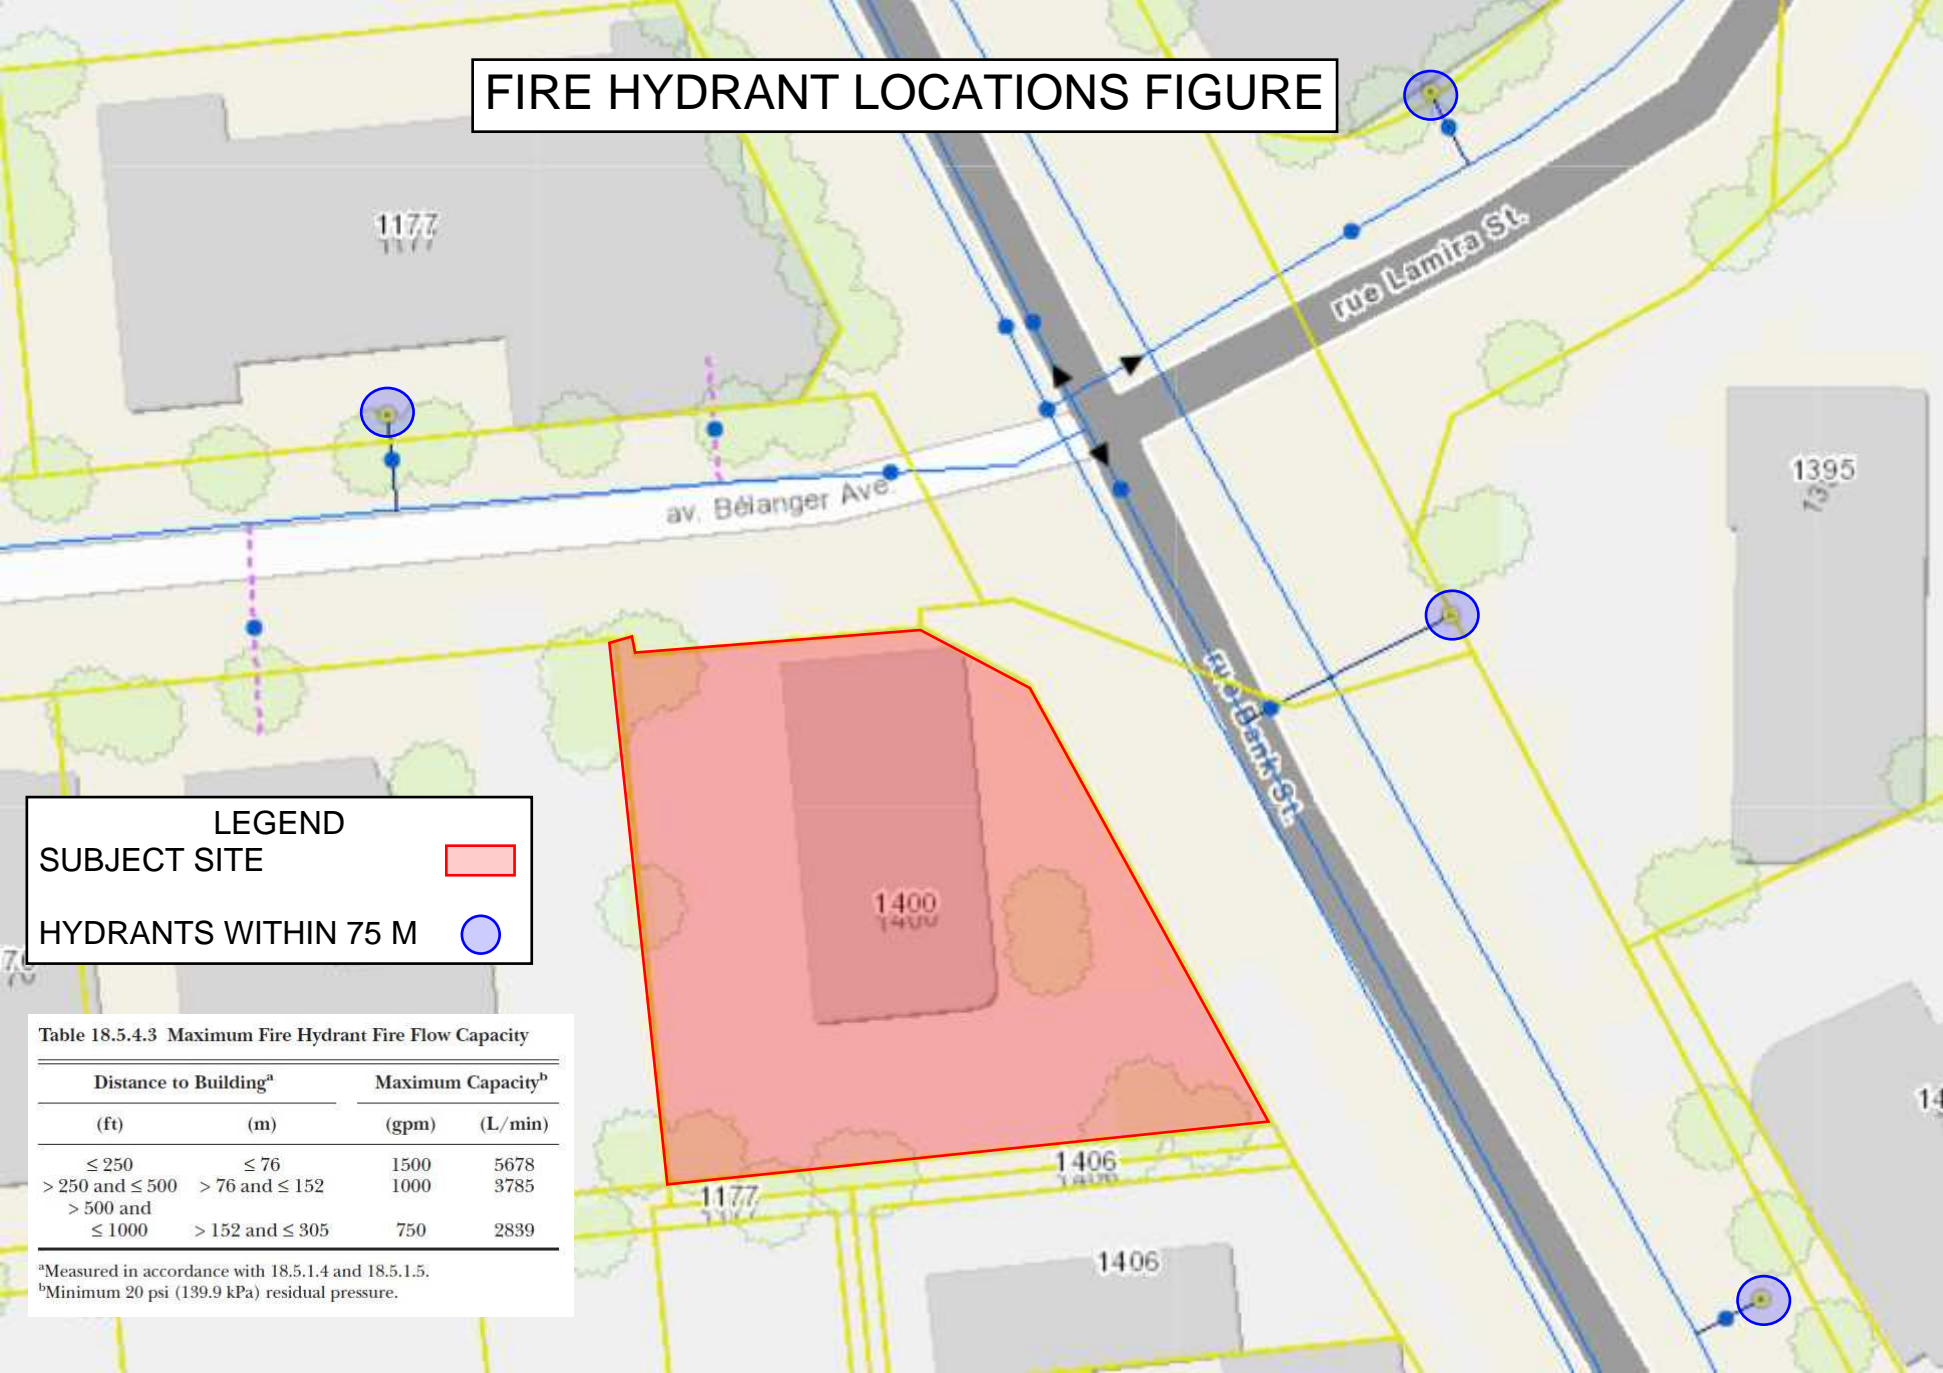 FIRE HYDRANT LOCATIONS FIGURE
1177
1177
rue Lamira St.
av. Bélanger Ave.
1395
rue Bank St.
LEGEND
SUBJECT SITE
HYDRANTS WITHIN 75 M
1400
1400
Table 18.5.4.3 Maximum Fire Hydrant Fire Flow Capacity
Distance to Buildingᵃ Maximum Capacityᵇ
(ft) (m) (gpm) (L/min)
≤ 250 ≤ 76 1500 5678
> 250 and ≤ 500 > 76 and ≤ 152 1000 3785
> 500 and
≤ 1000 > 152 and ≤ 305 750 2839
ᵃMeasured in accordance with 18.5.1.4 and 18.5.1.5.
ᵇMinimum 20 psi (139.9 kPa) residual pressure.
1406
1177
1406